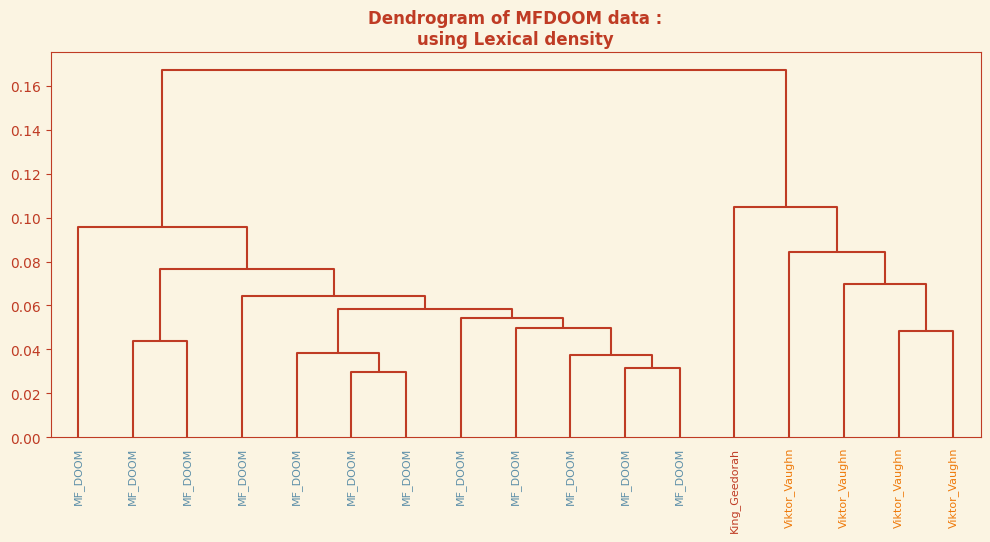 Dendrogram of MFDOOM data :
using Lexical density
0.16
0.14
0.12
0.10
0.08
0.06
0.04
0.02
0.00
MF_DOOM
MF_DOOM
MF_DOOM
MF_DOOM
MF_DOOM
MF_DOOM
MF_DOOM
MF_DOOM
MF_DOOM
MF_DOOM
MF_DOOM
MF_DOOM
King_Geedorah
Viktor_Vaughn
Viktor_Vaughn
Viktor_Vaughn
Viktor_Vaughn